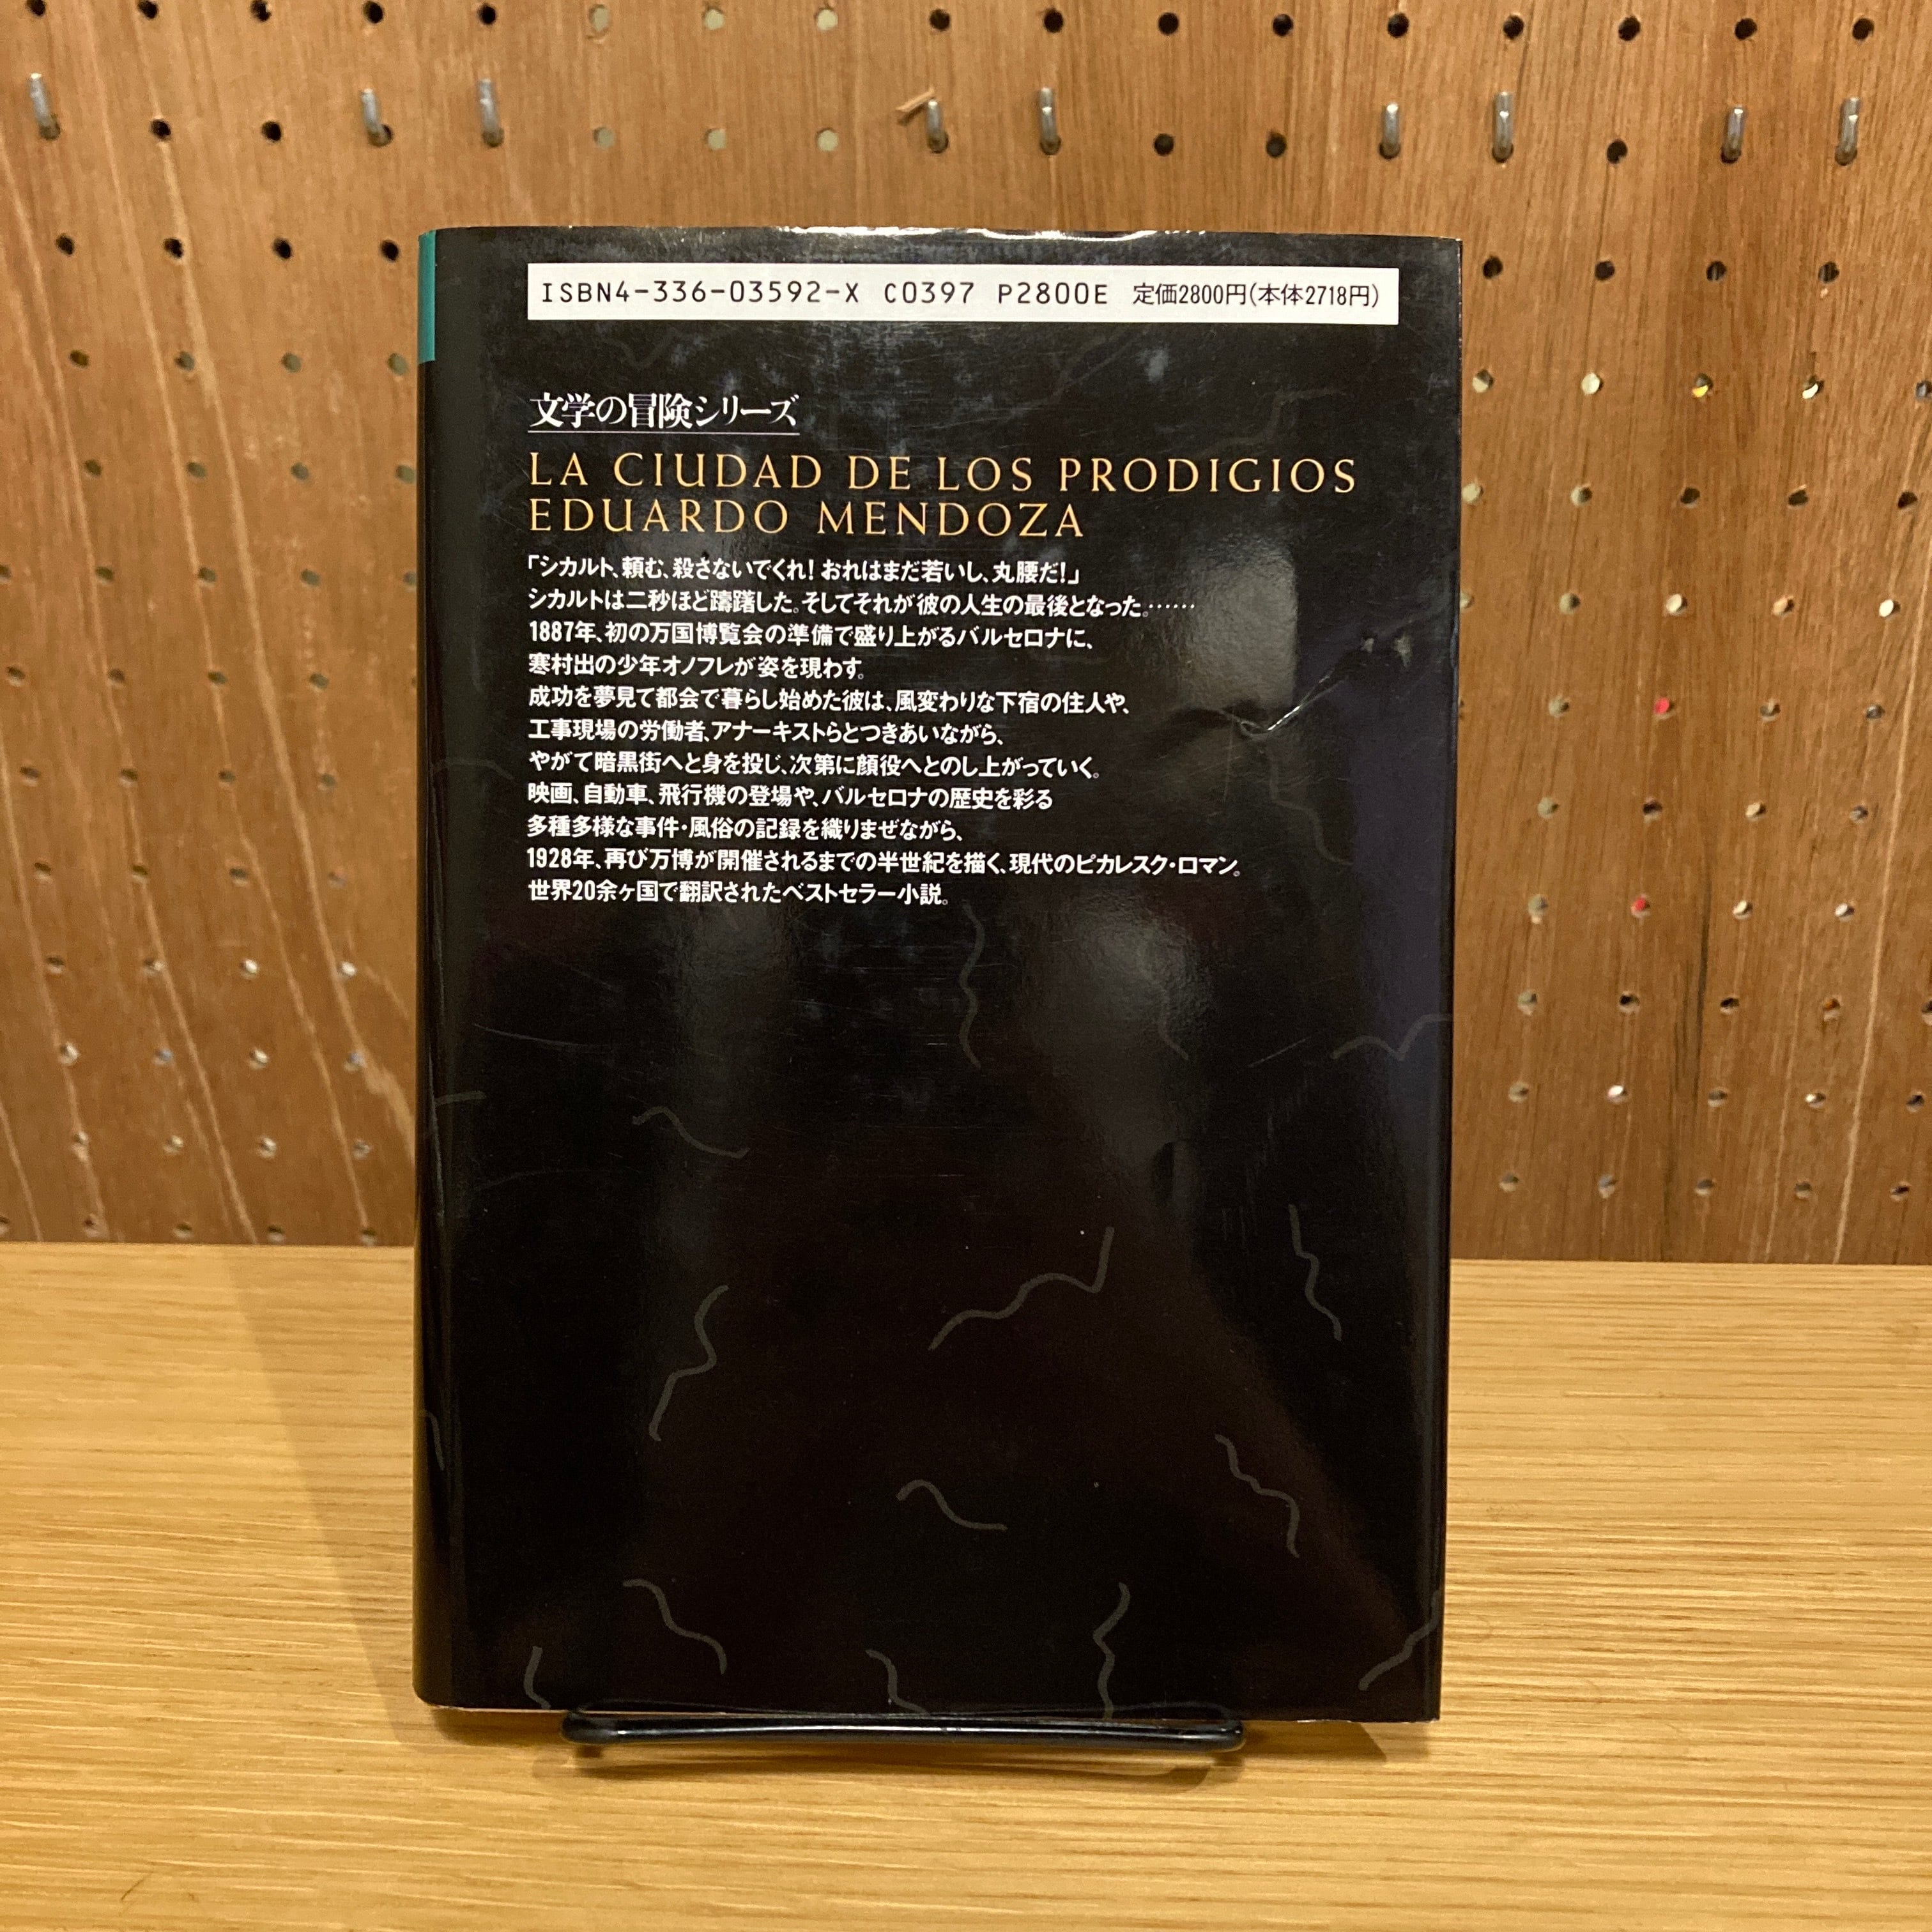 ISBN4-336-03592-X C0397 P2800E 定価2800円(本体2718円)
文学の冒険シリーズ
LA CIUDAD DE LOS PRODIGIOS
EDUARDO MENDOZA
「シカルト、頼む、殺さないでくれ! おれはまだ若いし、丸腰だ!」
シカルトは二秒ほど躊躇した。そしてそれが彼の人生の最後となった。……
1887年、初の万国博覧会の準備で盛り上がるバルセロナに、
寒村出の少年オノフレが姿を現わす。
成功を夢見て都会で暮らし始めた彼は、風変わりな下宿の住人や、
工事現場の労働者、アナーキストらとつきあいながら、
やがて暗黒街へと身を投じ、次第に顔役へとのし上がっていく。
映画、自動車、飛行機の登場や、バルセロナの歴史を彩る
多種多様な事件・風俗の記録を織りまぜながら、
1928年、再び万博が開催されるまでの半世紀を描く、現代のピカレスク・ロマン。
世界20余ヶ国で翻訳されたベストセラー小説。